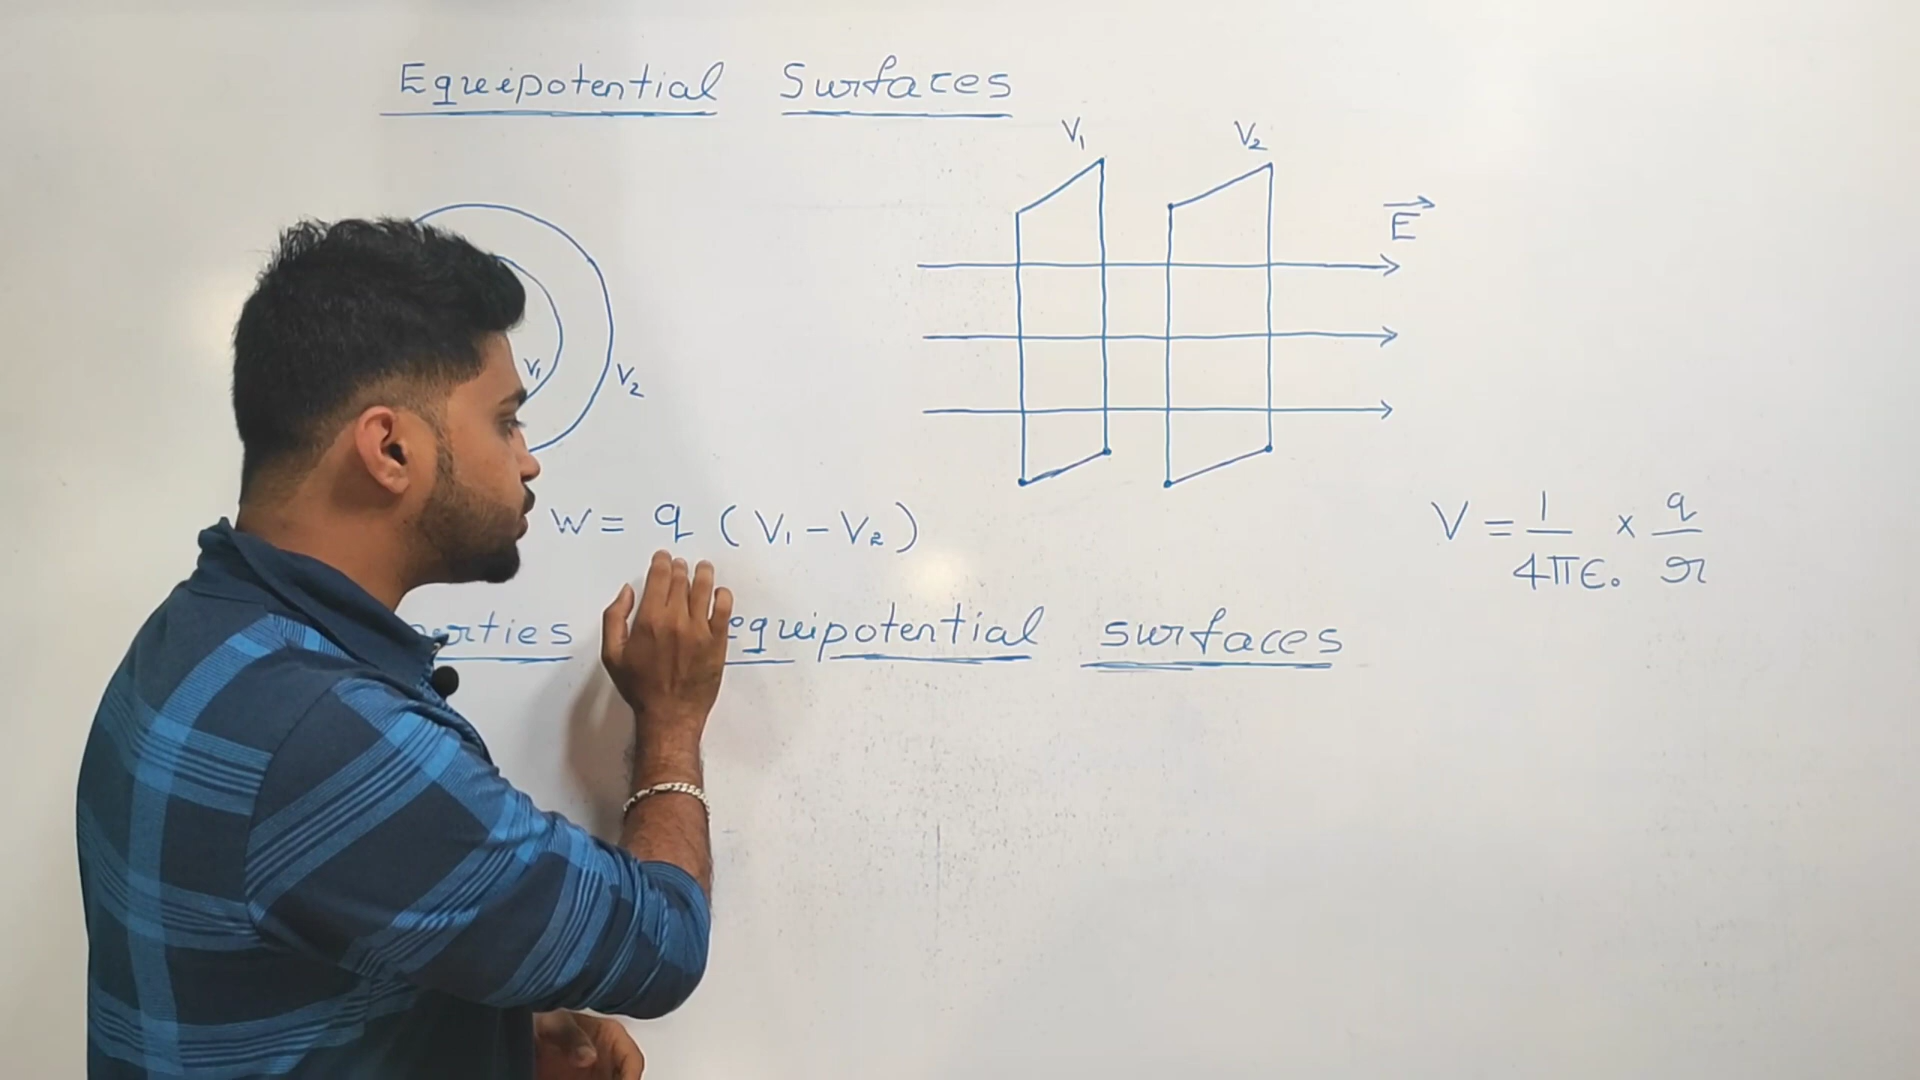 Equipotential Surfaces
V₁ V₂
E⃗
V₁ V₂
W = q (V₁ - V₂)
V = 1/4πε₀ × q/r
equipotential surfaces